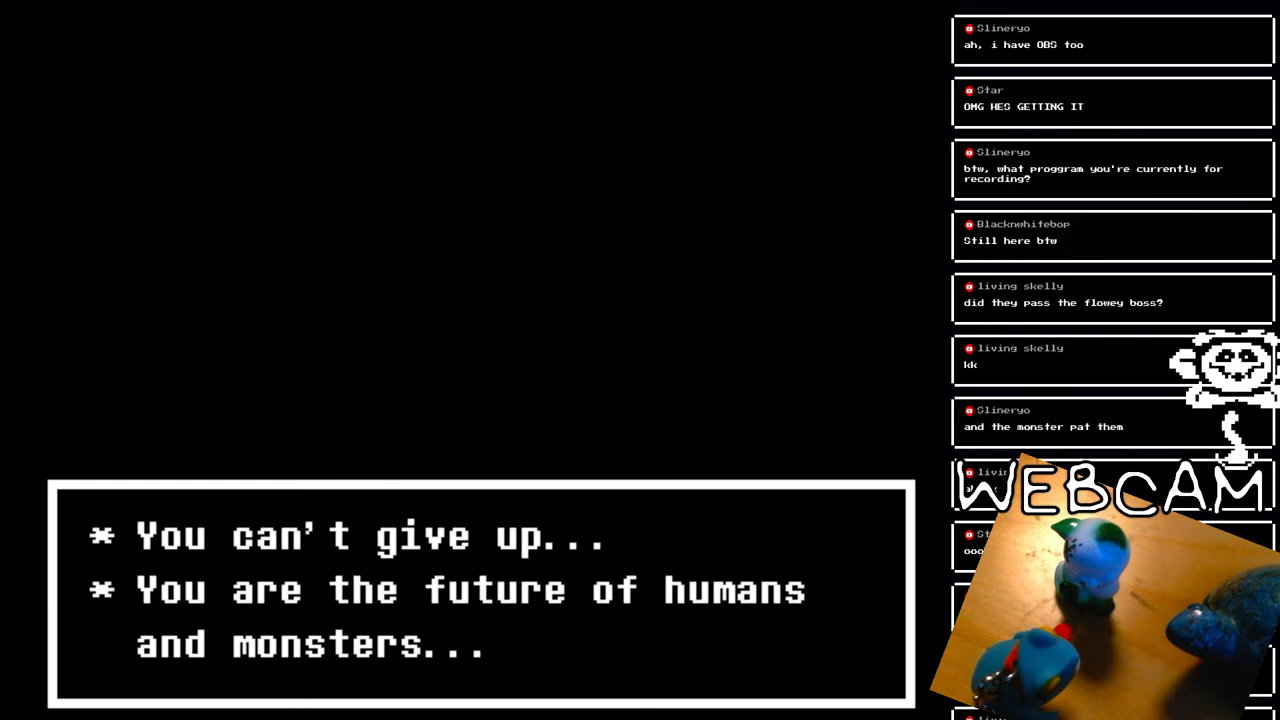 * You can't give up...
* You are the future of humans
and monsters...
Slineryo
ah, i have OBS too
Star
OMG HES GETTING IT
Slineryo
btw, what proggram you're currently for
recording?
Blacknwhitebop
Still here btw
living skelly
did they pass the flowey boss?
living skelly
kk
Slineryo
and the monster pat them
WEBCAM